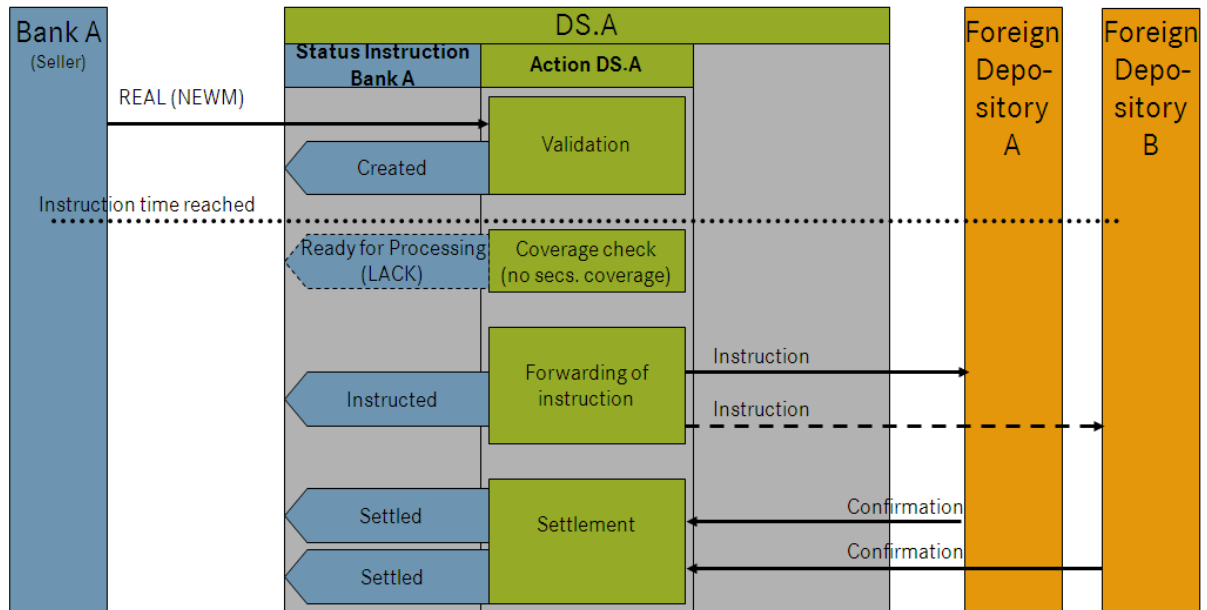 Bank A
(Seller)
DS.A
Status Instruction
Bank A
Action DS.A
Foreign
Depo-
sitory
A
Foreign
Depo-
sitory
B
REAL (NEWM)
Validation
Created
Instruction time reached
Ready for Processing
(LACK)
Coverage check
(no secs. coverage)
Instruction
Forwarding of
instruction
Instructed
Instruction
Confirmation
Settled
Settlement
Confirmation
Settled